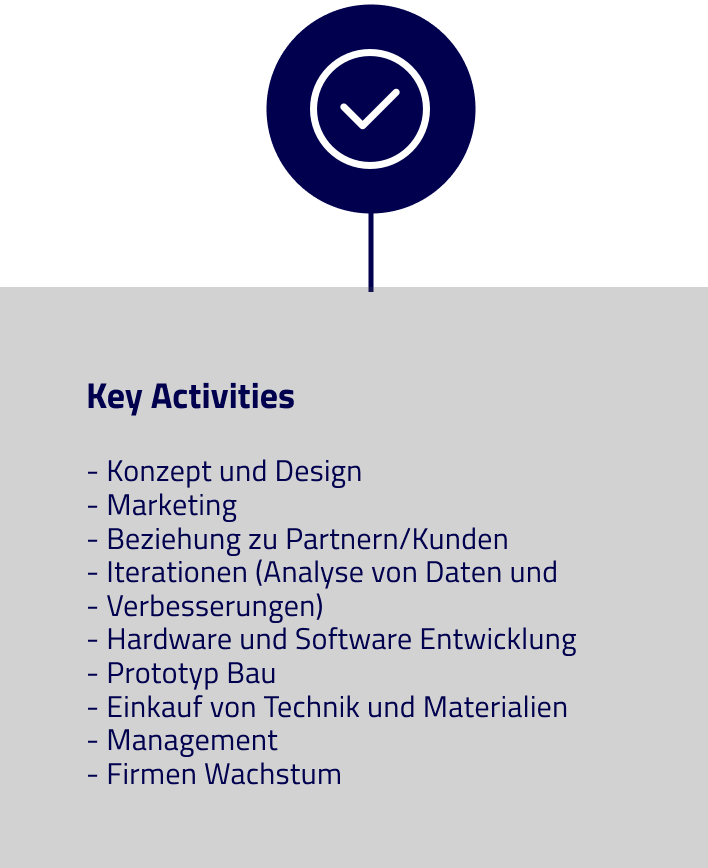 Key Activities
- Konzept und Design
- Marketing
- Beziehung zu Partnern/Kunden
- Iterationen (Analyse von Daten und
- Verbesserungen)
- Hardware und Software Entwicklung
- Prototyp Bau
- Einkauf von Technik und Materialien
- Management
- Firmen Wachstum